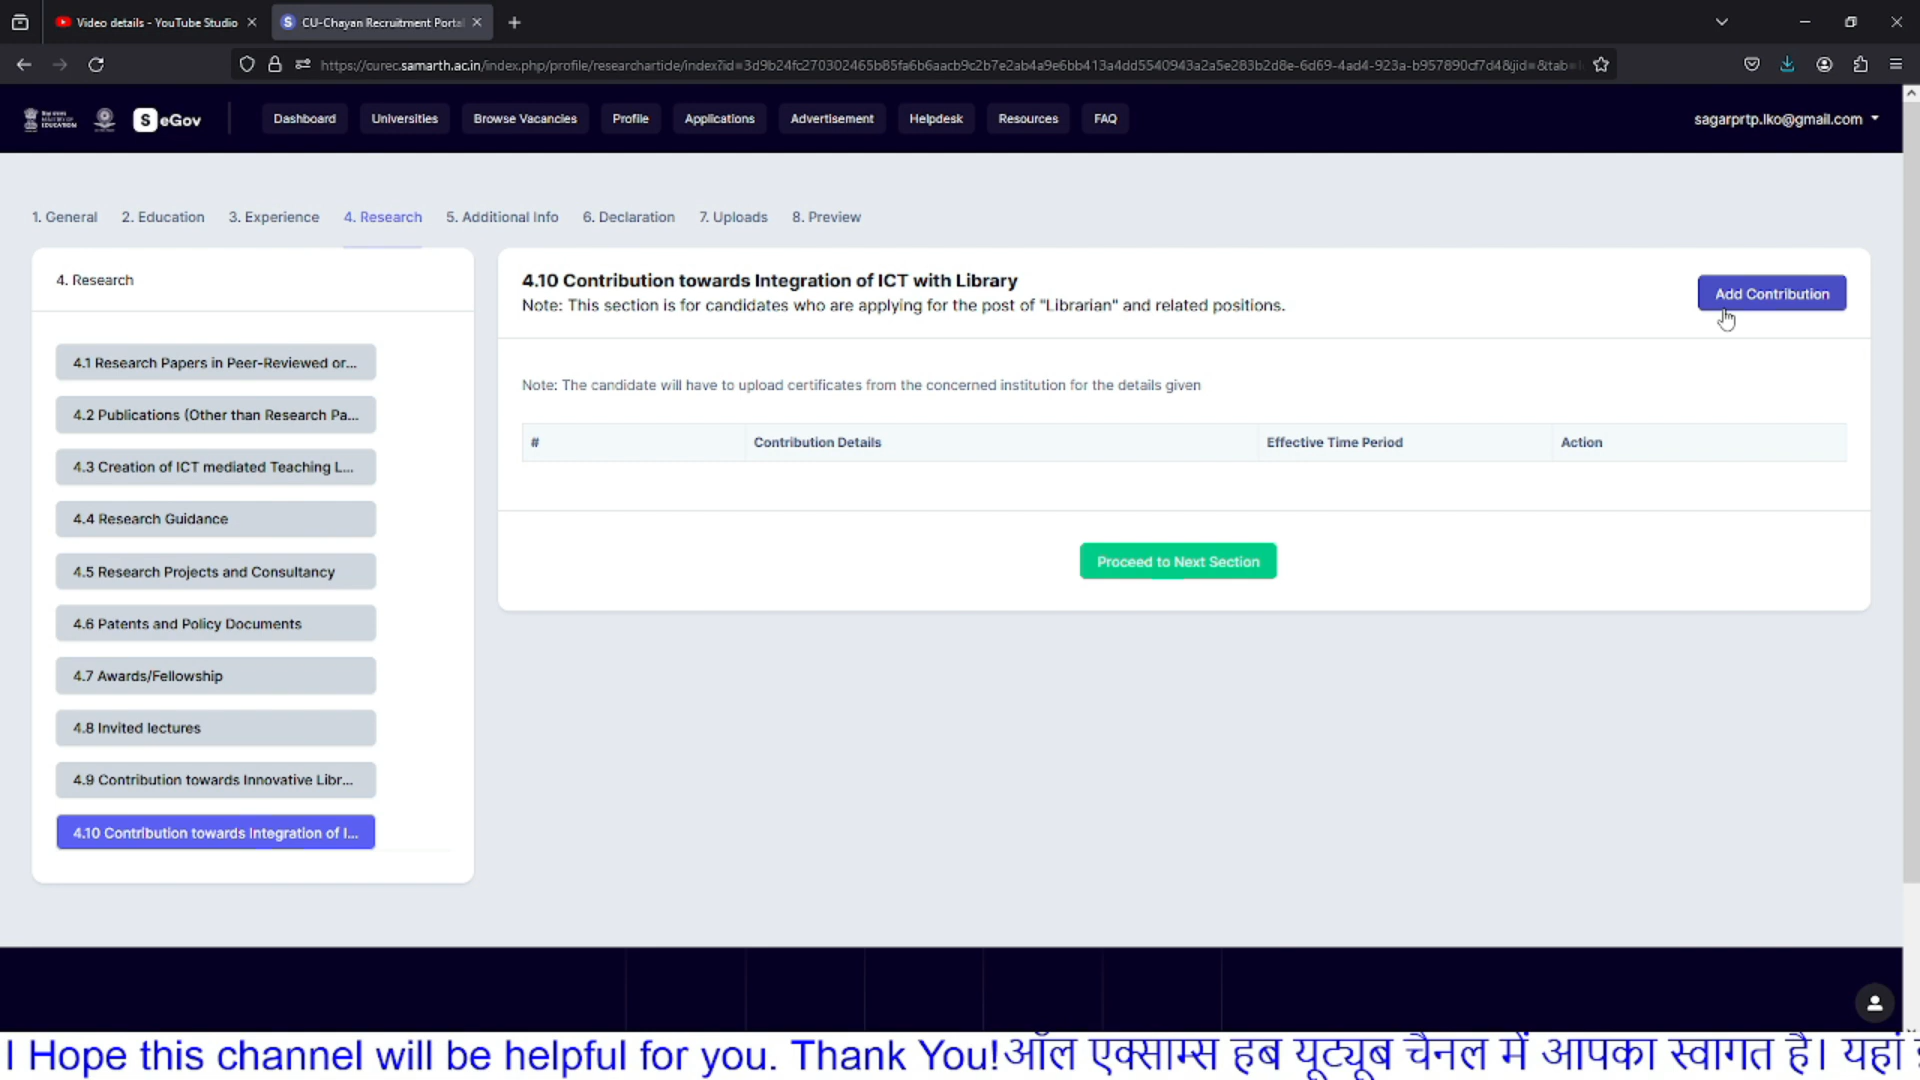 Video details - YouTube Studio
CU-Chayan Recruitment Portal
https://curec.samarth.ac.in/index.php/profile/researcharticle/index?id=3d9b24fc270302465b85fa6b6aacb9c2b7e2ab4a9e6bb413a4dd5540943a2a5e283b2d8e-6d69-4ad4-923a-b957890cf7d4&jid=&tab=
EDUCATION
S eGov
Dashboard
Universities
Browse Vacancies
Profile
Applications
Advertisement
Helpdesk
Resources
FAQ
sagarprtp.lko@gmail.com
1. General
2. Education
3. Experience
4. Research
5. Additional Info
6. Declaration
7. Uploads
8. Preview
4. Research
4.1 Research Papers in Peer-Reviewed or...
4.2 Publications (Other than Research Pa...
4.3 Creation of ICT mediated Teaching L...
4.4 Research Guidance
4.5 Research Projects and Consultancy
4.6 Patents and Policy Documents
4.7 Awards/Fellowship
4.8 Invited lectures
4.9 Contribution towards Innovative Libr...
4.10 Contribution towards Integration of I...
4.10 Contribution towards Integration of ICT with Library
Note: This section is for candidates who are applying for the post of "Librarian" and related positions.
Add Contribution
Note: The candidate will have to upload certificates from the concerned institution for the details given
# Contribution Details Effective Time Period Action
Proceed to Next Section
I Hope this channel will be helpful for you. Thank You!ऑल एक्साम्स हब यूट्यूब चैनल में आपका स्वागत है। यहां